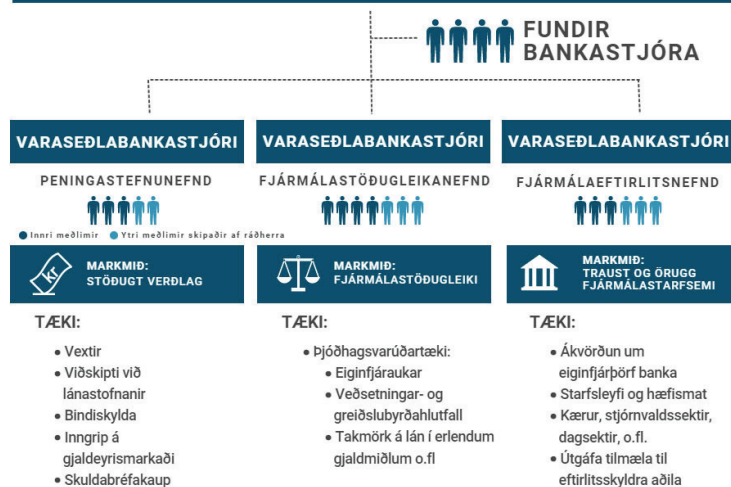 FUNDIR
BANKASTJÓRA
VARASEÐLABANKASTJÓRI
PENINGASTEFNUNEFND
Innri meðlimir
Ytri meðlimir skipaðir af ráðherra
kr
MARKMIÐ:
STÖÐUGT VERÐLAG
TÆKI:
• Vextir
• Viðskipti við
lánastofnanir
• Bindiskylda
• Inngrip á
gjaldeyrismarkaði
• Skuldabréfakaup
VARASEÐLABANKASTJÓRI
FJÁRMÁLASTÖÐUGLEIKANEFND
MARKMIÐ:
FJÁRMÁLASTÖÐUGLEIKI
TÆKI:
• Þjóðhagsvarúðartæki:
• Eiginfjáraukar
• Veðsetningar- og
greiðslubyrðahlutfall
• Takmörk á lán í erlendum
gjaldmiðlum o.fl
VARASEÐLABANKASTJÓRI
FJÁRMÁLAEFTIRLITSNEFND
MARKMIÐ:
TRAUST OG ÖRUGG
FJÁRMÁLASTARFSEMI
TÆKI:
• Ákvörðun um
eiginfjárþörf banka
• Starfsleyfi og hæfismat
• Kærur, stjórnvaldssektir,
dagsektir, o.fl.
• Útgáfa tilmæla til
eftirlitsskyldra aðila